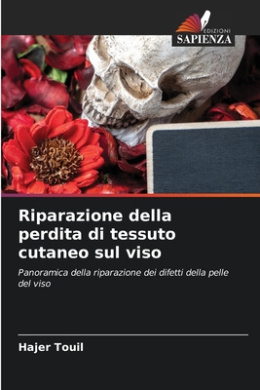 EDIZIONI
SAPIENZA
Riparazione della
perdita di tessuto
cutaneo sul viso
Panoramica della riparazione dei difetti della pelle
del viso
Hajer Touil